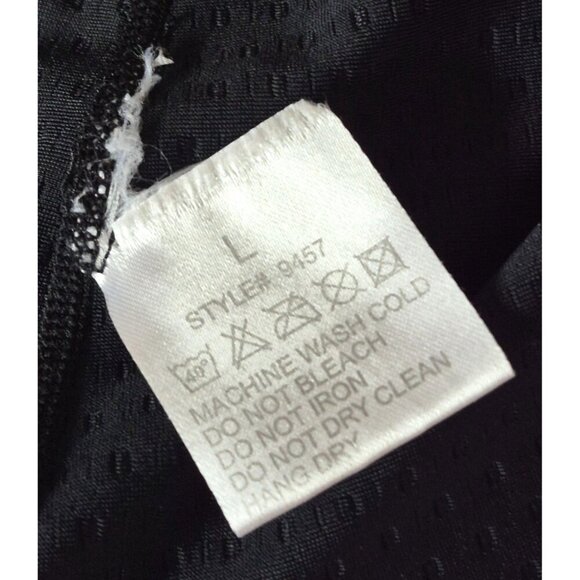 L
STYLE# 9457
40°
MACHINE WASH COLD
DO NOT BLEACH
DO NOT IRON
DO NOT DRY CLEAN
HANG DRY